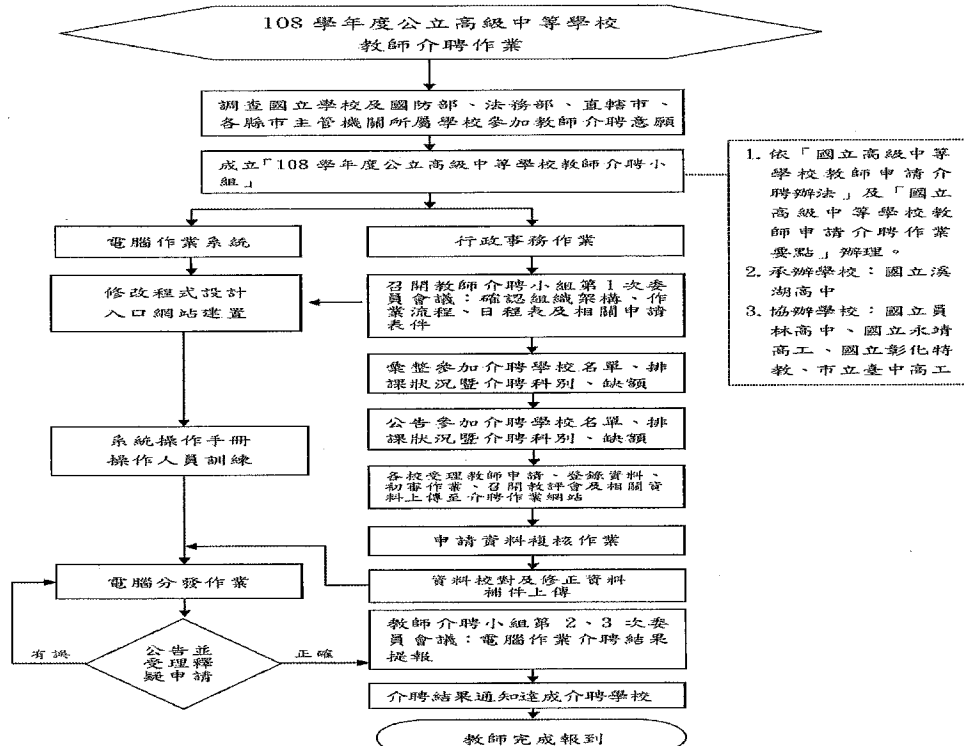 108 學年度公立高級中等學校
教師介聘作業
調查國立學校及國防部、法務部、直轄市、
各縣市主管機關所屬學校參加教師介聘意願
成立「108 學年度公立高級中等學校教師介聘小
組」
1. 依「國立高級中等
學校教師申請介
聘辦法」及「國立
高級中等學校教
師申請介聘作業
要點」辦理。
2. 承辦學校：國立溪
湖高中
3. 協辦學校：國立員
林高中、國立永靖
高工、國立彰化特
教、市立臺中高工
電腦作業系統
行政事務作業
修改程式設計
入口網站建置
召開教師介聘小組第 1 次委
員會議：確認組織架構、作
業流程、日程表及相關申請
表件
彙整參加介聘學校名單、排
課狀況暨介聘科別、缺額
公告參加介聘學校名單、排
課狀況暨介聘科別、缺額
系統操作手冊
操作人員訓練
各校受理教師申請、登錄資料、
初審作業、召開教評會及相關資
料上傳至介聘作業網站
申請資料複核作業
電腦分發作業
資料校對及修正資料
補件上傳
公告並
受理釋
疑申請
有誤
正確
教師介聘小組第 2、3 次委
員會議：電腦作業介聘結果
提報
介聘結果通知達成介聘學校
教師完成報到